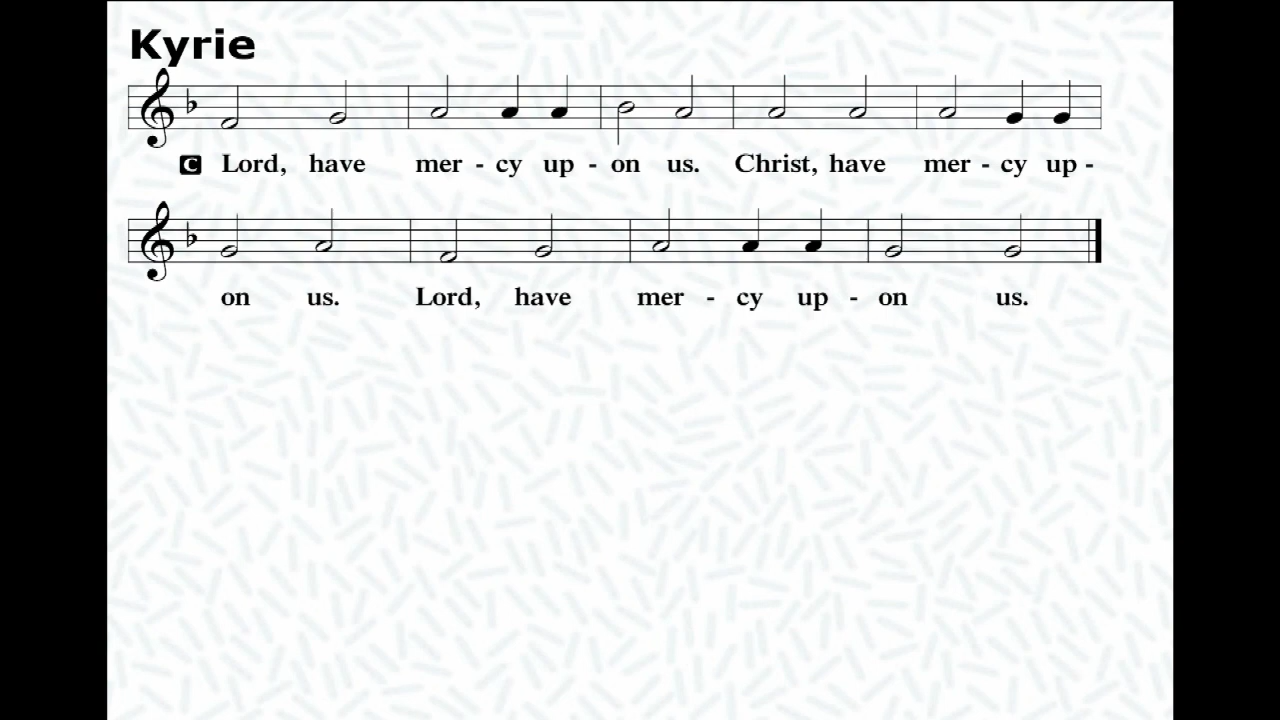 Kyrie
C Lord, have mer - cy up - on us. Christ, have mer - cy up -
on us. Lord, have mer - cy up - on us.